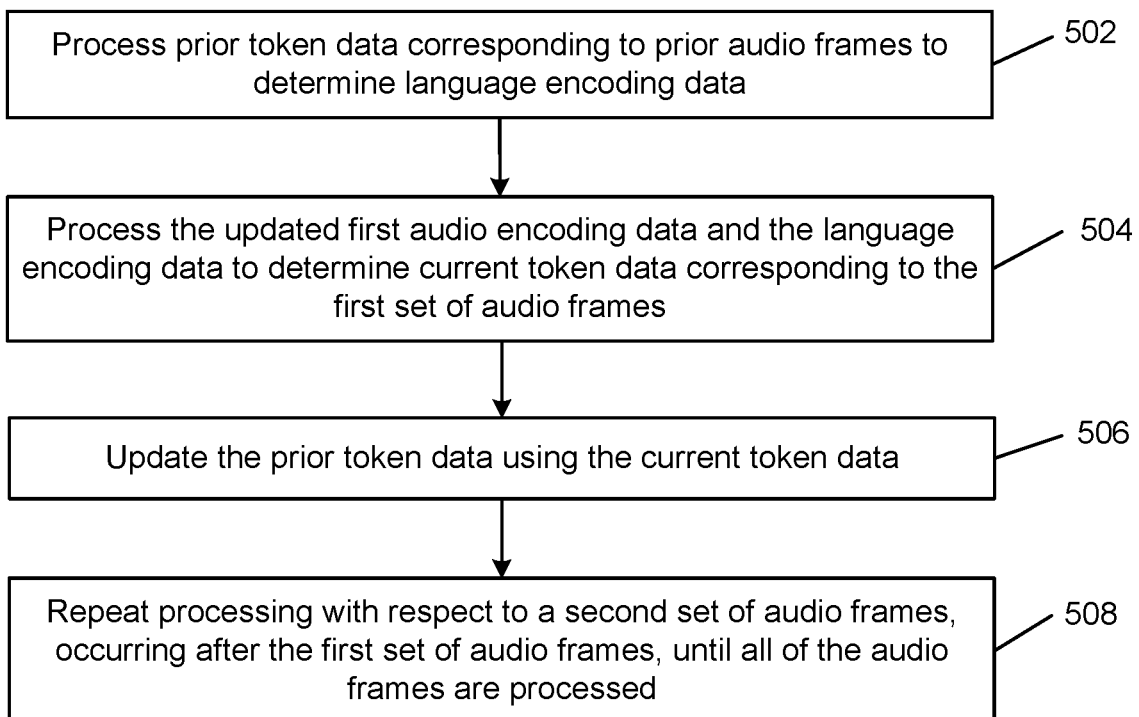 Process prior token data corresponding to prior audio frames to
determine language encoding data
502
Process the updated first audio encoding data and the language
encoding data to determine current token data corresponding to the
first set of audio frames
504
Update the prior token data using the current token data
506
Repeat processing with respect to a second set of audio frames,
occurring after the first set of audio frames, until all of the audio
frames are processed
508